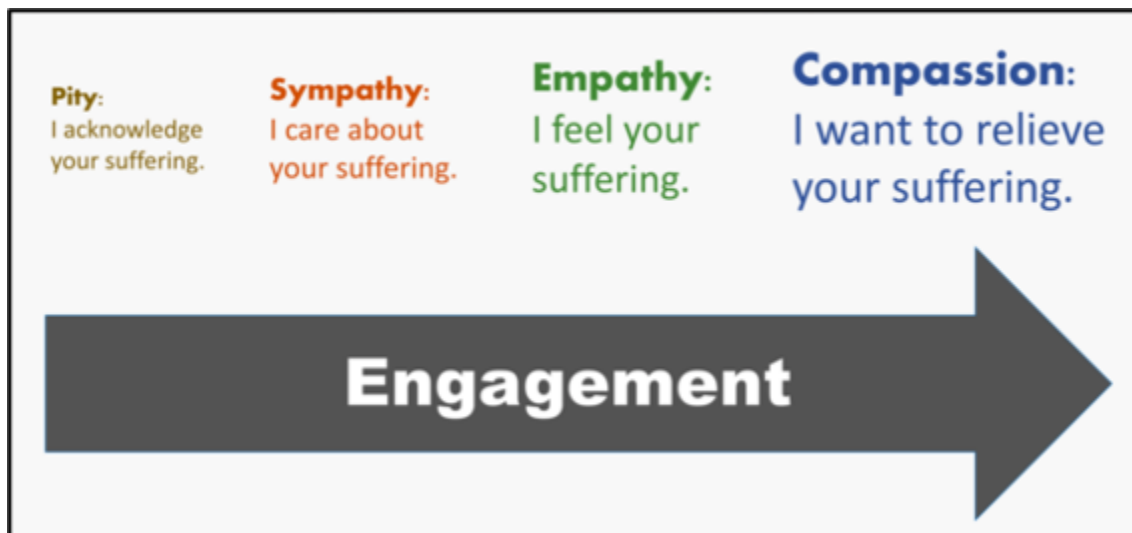 Pity:
I acknowledge
your suffering.
Sympathy:
I care about
your suffering.
Empathy:
I feel your
suffering.
Compassion:
I want to relieve
your suffering.
Engagement